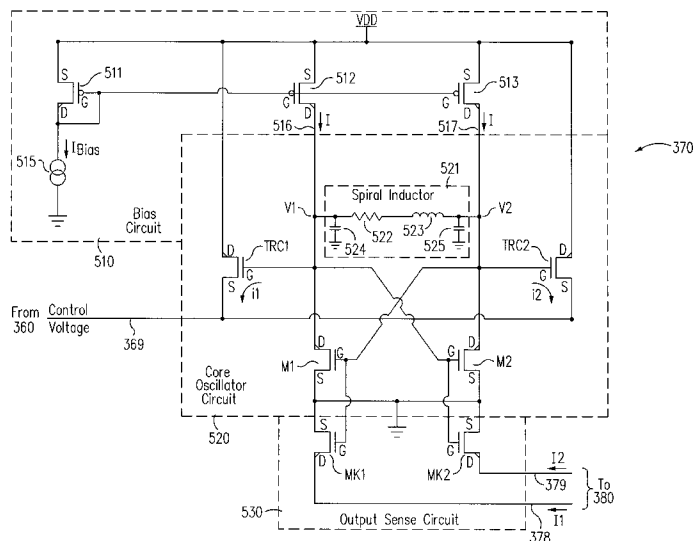 VDD
S
511
G
D
S
512
G
D
S
513
G
D
I Bias
515
516
I
517
I
370
521
Spiral Inductor
V1
V2
522
523
524
525
Bias
Circuit
510
D
TRC1
G
S
i1
D
TRC2
G
S
i2
From
360
Control
Voltage
369
D
M1
G
S
D
G
M2
S
Core
Oscillator
Circuit
520
S
G
D
MK1
S
G
D
MK2
I2
379
To
380
I1
378
530
Output Sense Circuit